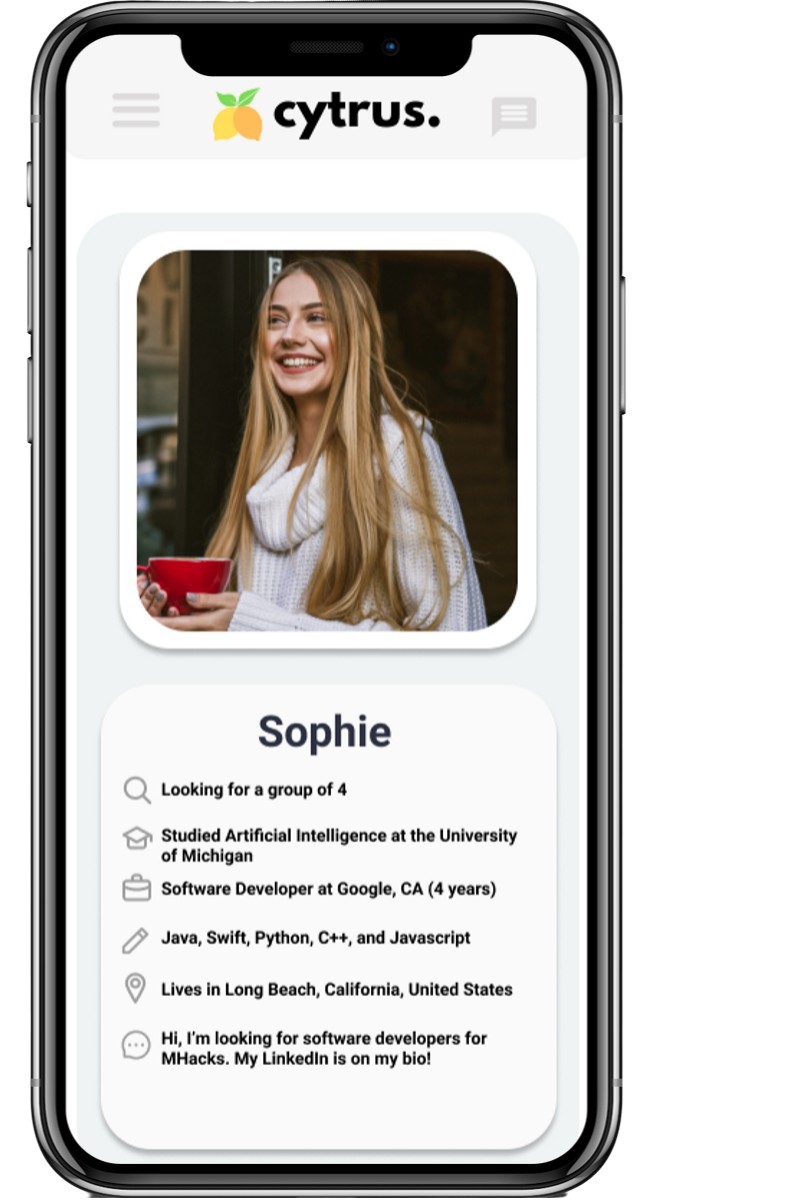 cytrus.
Sophie
Looking for a group of 4
Studied Artificial Intelligence at the University
of Michigan
Software Developer at Google, CA (4 years)
Java, Swift, Python, C++, and Javascript
Lives in Long Beach, California, United States
Hi, I'm looking for software developers for
MHacks. My LinkedIn is on my bio!